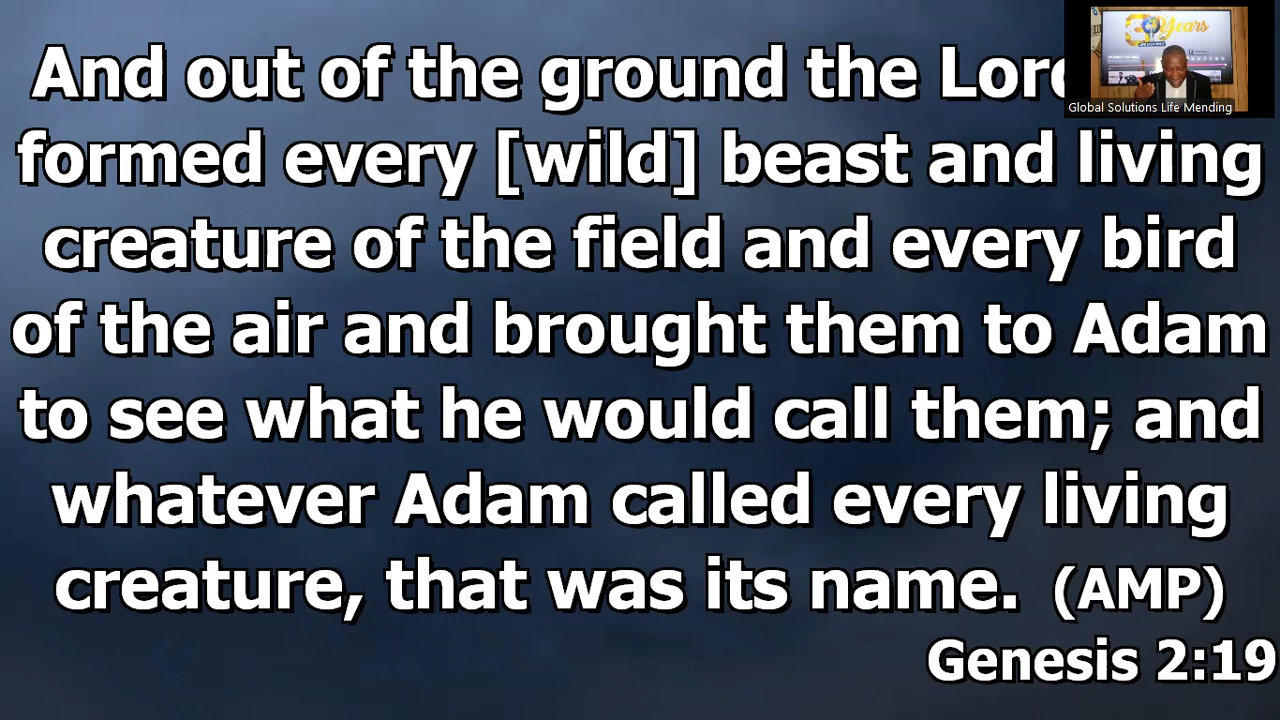 And out of the ground the Lord
formed every [wild] beast and living
creature of the field and every bird
of the air and brought them to Adam
to see what he would call them; and
whatever Adam called every living
creature, that was its name. (AMP)
Genesis 2:19
Years
Global Solutions Life Mending